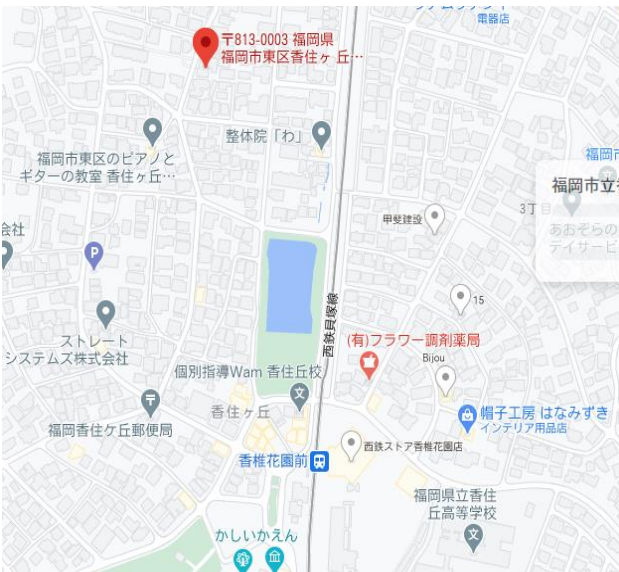 電器店
〒813-0003 福岡県
福岡市東区香住ヶ丘…
整体院「わ」
福岡市東区のピアノと
ギターの教室 香住ヶ丘…
福岡市
福岡市立
3丁目
あおぞらの
デイサービ
会社
甲斐建設
P
15
西鉄貝塚線
ストレート
システムズ株式会社
(有)フラワー調剤薬局
Bijou
個別指導Wam 香住丘校
文
香住ヶ丘
〒
福岡香住ケ丘郵便局
帽子工房 はなみずき
インテリア用品店
西鉄ストア香椎花園店
香椎花園前
福岡県立香住
丘高等学校
文
かしいかえん